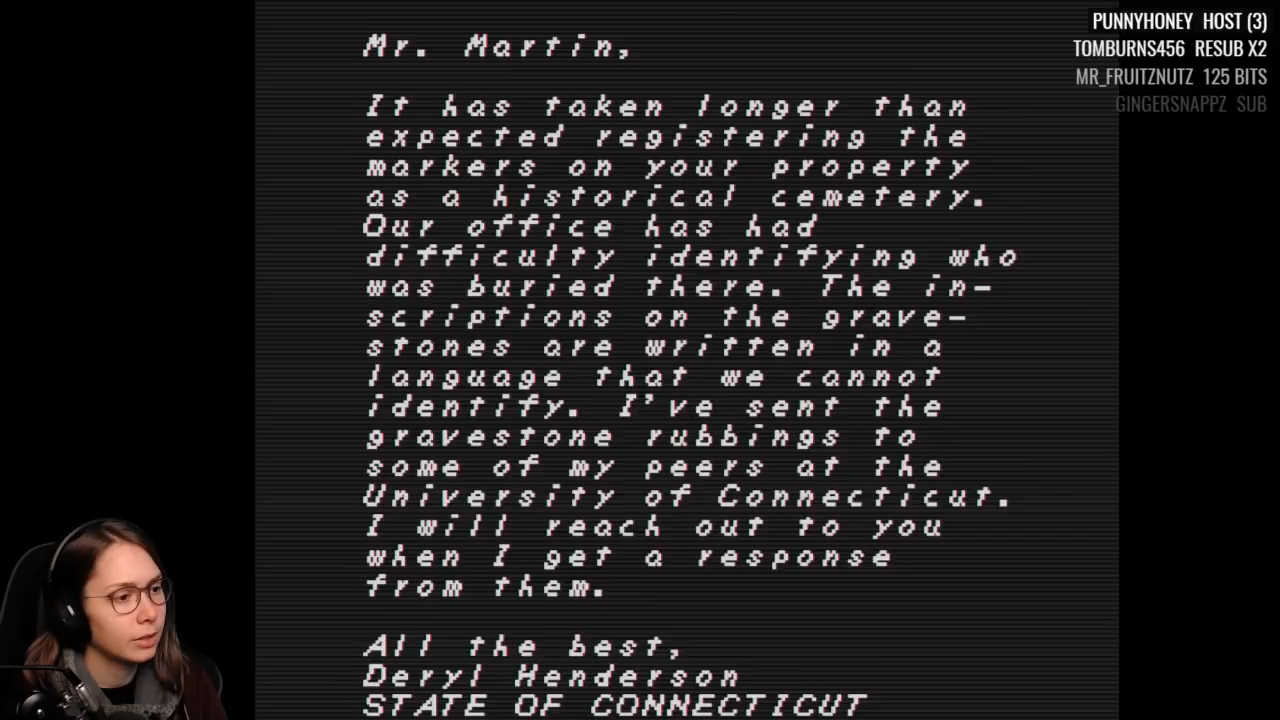 PUNNYHONEY HOST (3)
TOMBURNS456 RESUB X2
MR_FRUITZNUTZ 125 BITS
GINGERSNAPPZ SUB
Mr. Martin,
It has taken longer than
expected registering the
markers on your property
as a historical cemetery.
Our office has had
difficulty identifying who
was buried there. The in-
scriptions on the grave-
stones are written in a
language that we cannot
identify. I've sent the
gravestone rubbings to
some of my peers at the
University of Connecticut.
I will reach out to you
when I get a response
from them.
All the best,
Deryl Henderson
STATE OF CONNECTICUT